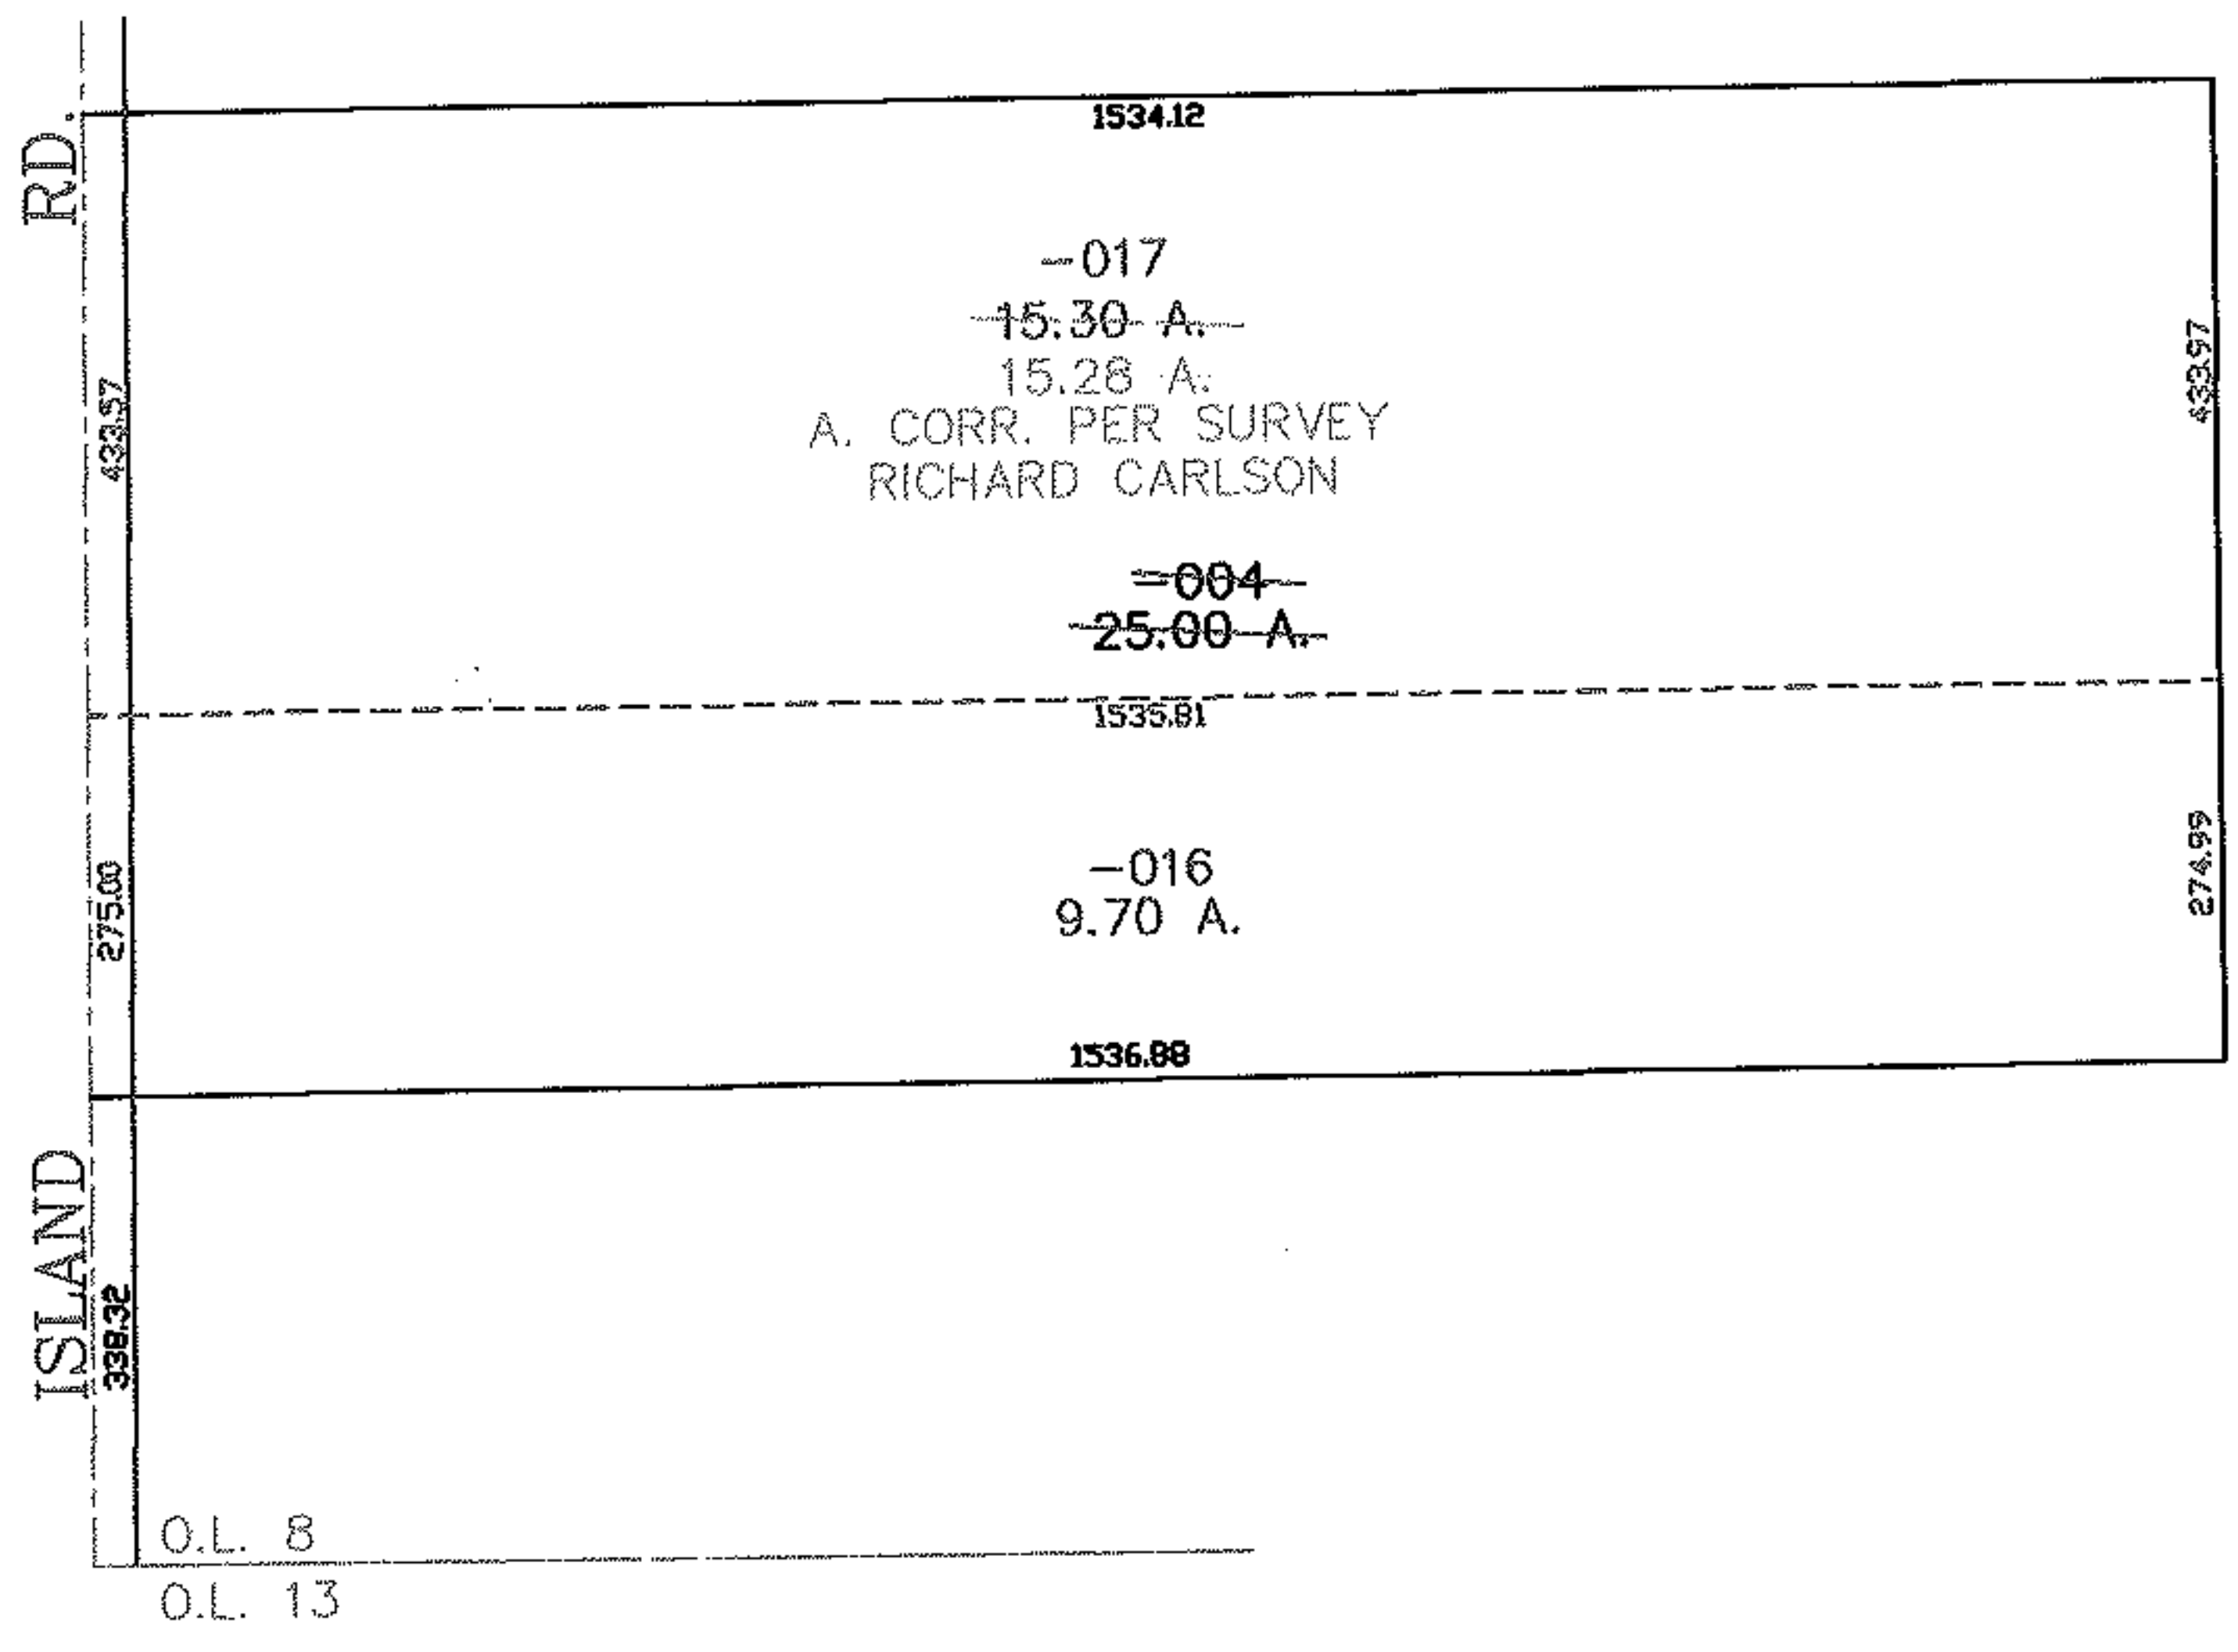 1534.12
RD.
-017
15.30 A.
15.28 A.
A. CORR. PER SURVEY
RICHARD CARLSON
433.57
433.97
-004
25.00 A.
1535.81
-016
9.70 A.
275.00
274.99
1536.88
ISLAND
338.32
O.L. 8
O.L. 13